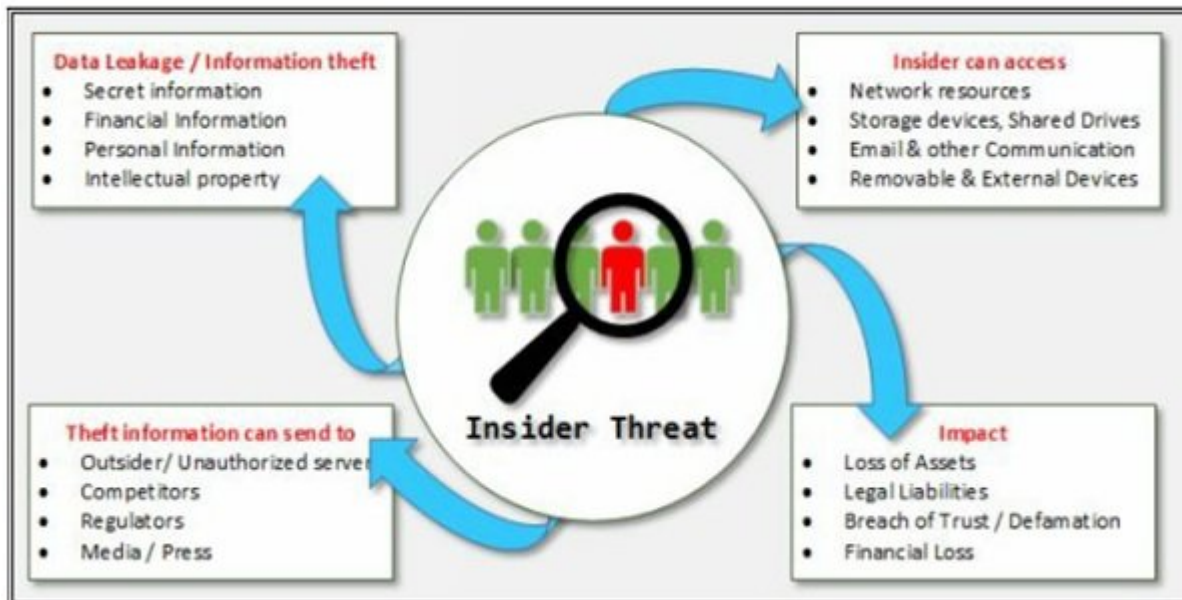 Data Leakage / Information theft
• Secret information
• Financial Information
• Personal Information
• Intellectual property
Insider can access
• Network resources
• Storage devices, Shared Drives
• Email & other Communication
• Removable & External Devices
Insider Threat
Theft information can send to
• Outsider/ Unauthorized server
• Competitors
• Regulators
• Media / Press
Impact
• Loss of Assets
• Legal Liabilities
• Breach of Trust / Defamation
• Financial Loss